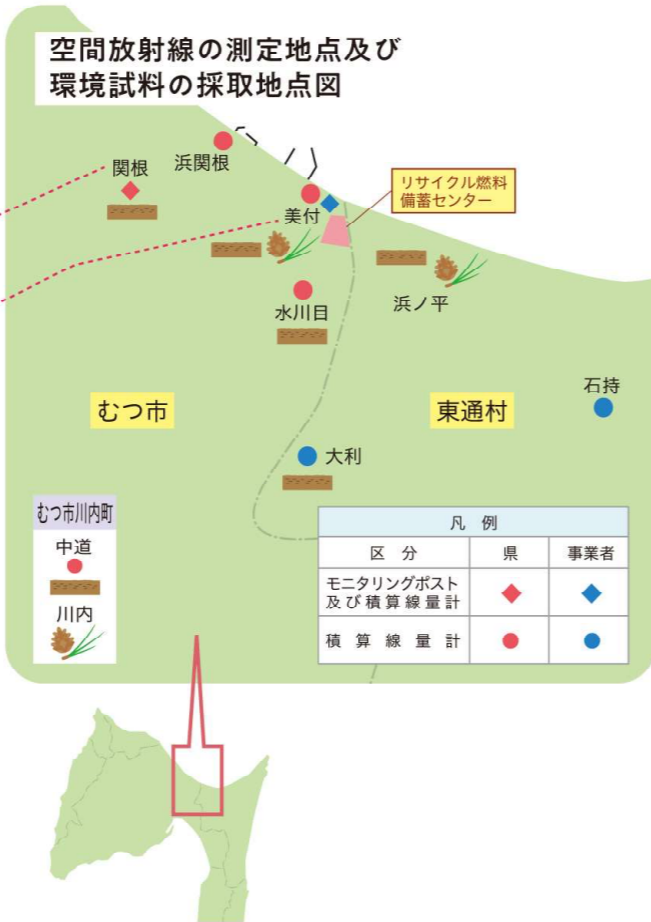 空間放射線の測定地点及び
環境試料の採取地点図
関根
浜関根
リサイクル燃料
備蓄センター
美付
浜ノ平
水川目
石持
むつ市
東通村
大利
むつ市川内町
中道
川内
凡 例
区 分 県 事業者
モニタリングポスト
及び積算線量計
積 算 線 量 計